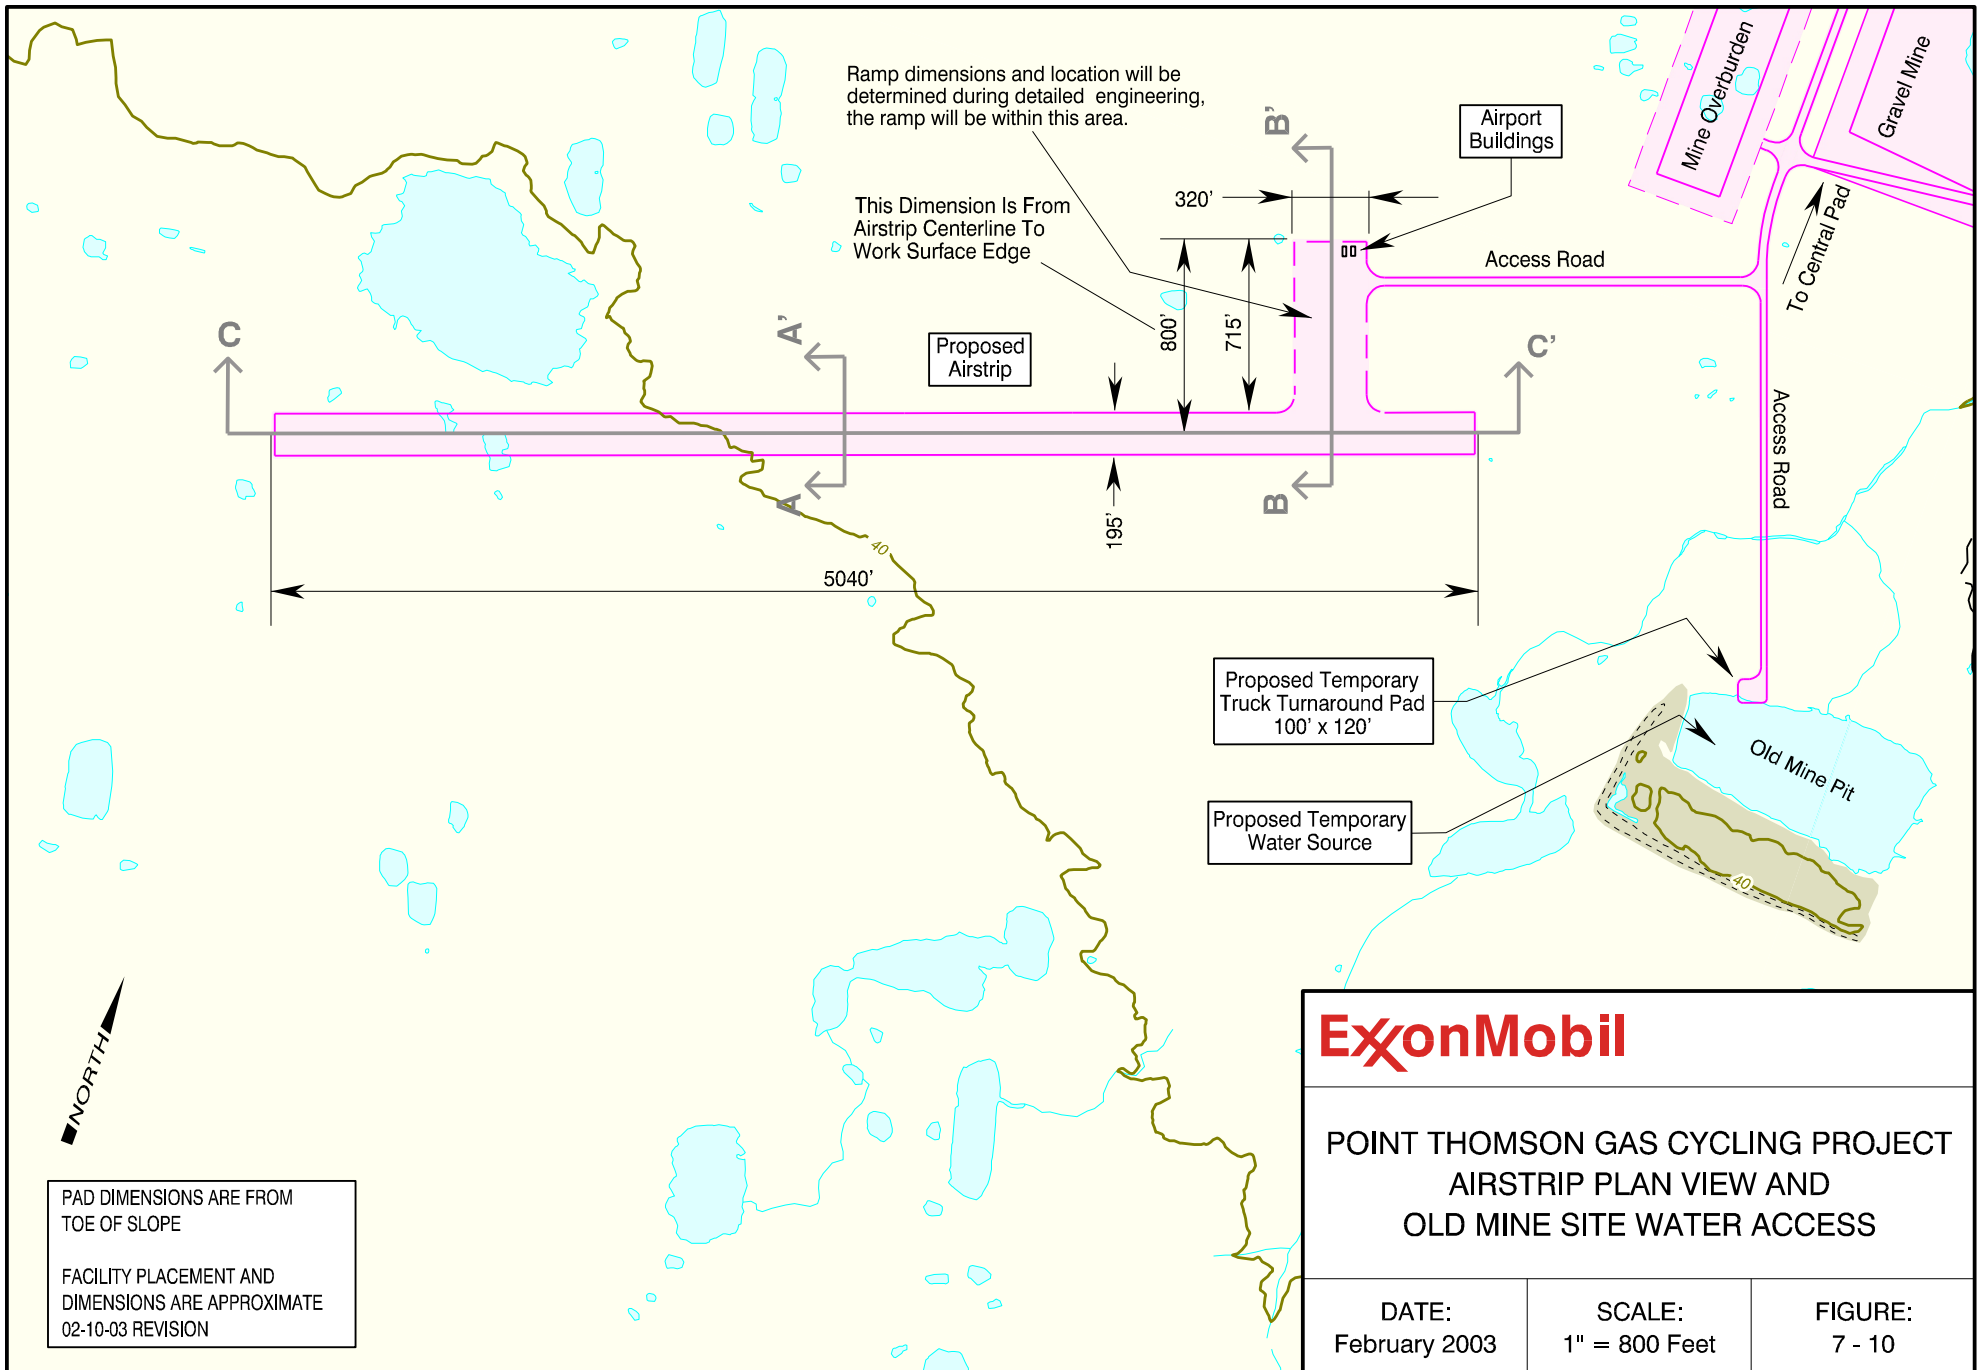 Ramp dimensions and location will be
determined during detailed engineering,
the ramp will be within this area.
This Dimension Is From
Airstrip Centerline To
Work Surface Edge
B'
320'
Airport
Buildings
Mine Overburden
Gravel Mine
To Central Pad
Access Road
800'
715'
C
A'
Proposed
Airstrip
C'
Access Road
A
B
195'
40
5040'
Proposed Temporary
Truck Turnaround Pad
100' x 120'
Old Mine Pit
Proposed Temporary
Water Source
40
NORTH
PAD DIMENSIONS ARE FROM
TOE OF SLOPE
FACILITY PLACEMENT AND
DIMENSIONS ARE APPROXIMATE
02-10-03 REVISION
ExxonMobil
POINT THOMSON GAS CYCLING PROJECT
AIRSTRIP PLAN VIEW AND
OLD MINE SITE WATER ACCESS
DATE:
February 2003
SCALE:
1" = 800 Feet
FIGURE:
7 - 10